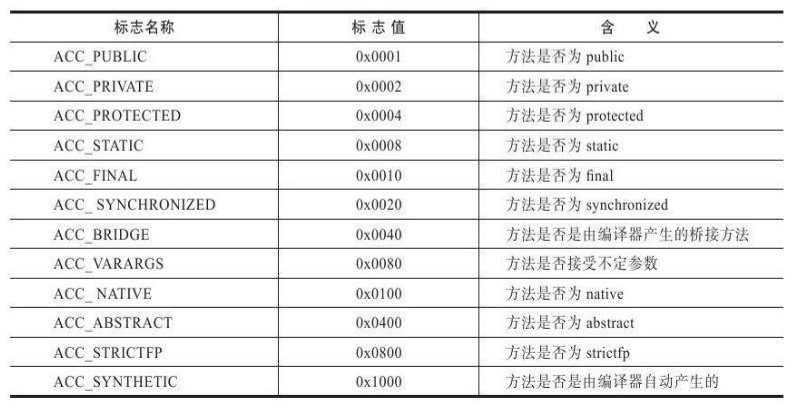 标志名称 标志值 含义
ACC_PUBLIC 0x0001 方法是否为 public
ACC_PRIVATE 0x0002 方法是否为 private
ACC_PROTECTED 0x0004 方法是否为 protected
ACC_STATIC 0x0008 方法是否为 static
ACC_FINAL 0x0010 方法是否为 final
ACC_ SYNCHRONIZED 0x0020 方法是否为 synchronized
ACC_BRIDGE 0x0040 方法是否是由编译器产生的桥接方法
ACC_VARARGS 0x0080 方法是否接受不定参数
ACC_ NATIVE 0x0100 方法是否为 native
ACC_ABSTRACT 0x0400 方法是否为 abstract
ACC_STRICTFP 0x0800 方法是否为 strictfp
ACC_SYNTHETIC 0x1000 方法是否是由编译器自动产生的